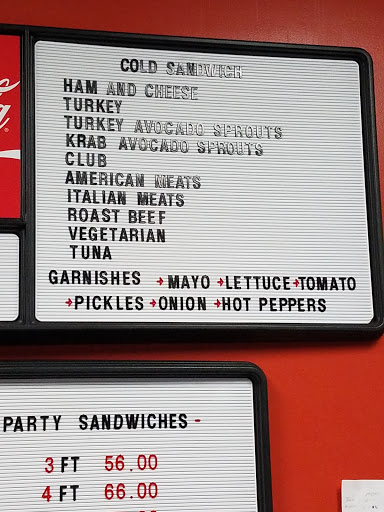 COLD SANDWICH
HAM AND CHEESE
TURKEY
TURKEY AVOCADO SPROUTS
KRAB AVOCADO SPROUTS
CLUB
AMERICAN MEATS
ITALIAN MEATS
ROAST BEEF
VEGETARIAN
TUNA
GARNISHES →MAYO →LETTUCE →TOMATO
→PICKLES →ONION →HOT PEPPERS
PARTY SANDWICHES -
3 FT 56.00
4 FT 66.00